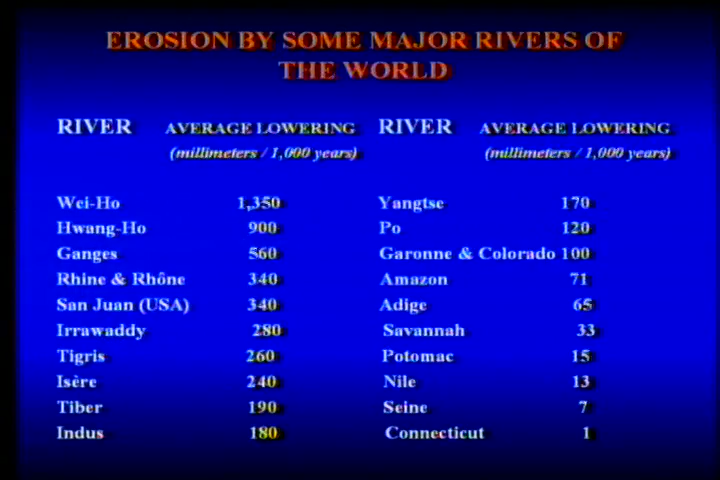 EROSION BY SOME MAJOR RIVERS OF
THE WORLD
RIVER AVERAGE LOWERING RIVER AVERAGE LOWERING
(millimeters / 1,000 years) (millimeters / 1,000 years)
Wei-Ho 1,350 Yangtse 170
Hwang-Ho 900 Po 120
Ganges 560 Garonne & Colorado 100
Rhine & Rhône 340 Amazon 71
San Juan (USA) 340 Adige 65
Irrawaddy 280 Savannah 33
Tigris 260 Potomac 15
Isère 240 Nile 13
Tiber 190 Seine 7
Indus 180 Connecticut 1